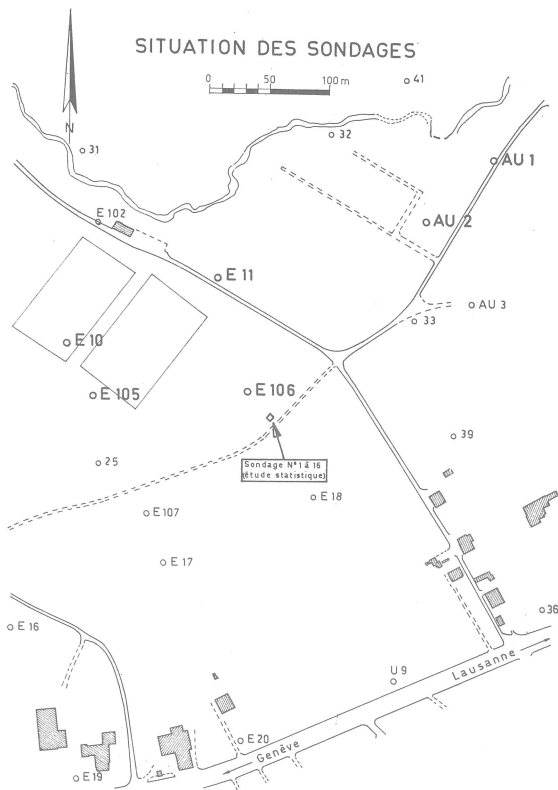 SITUATION DES SONDAGES
0 50 100 m
41
N
31
32
AU 1
E 102
AU 2
E 11
AU 3
33
E 10
E 105
E 106
39
25
Sondage N° 1 à 16
(étude statistique)
E 18
E 107
E 17
36
E 16
U 9
Lausanne
E 20
Genève
E 19